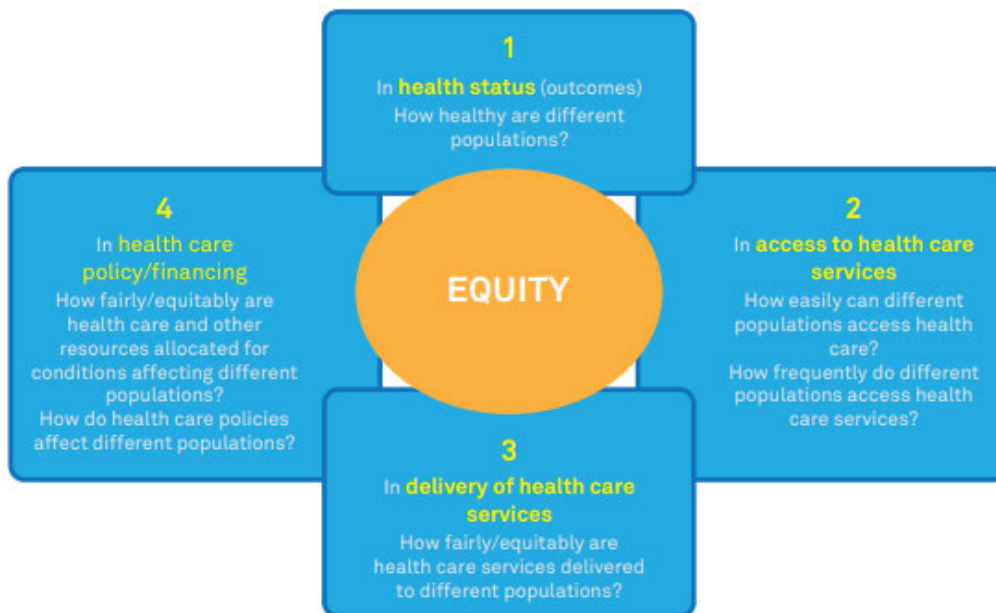 1
In health status (outcomes)
How healthy are different
populations?
4
In health care
policy/financing
How fairly/equitably are
health care and other
resources allocated for
conditions affecting different
populations?
How do health care policies
affect different populations?
EQUITY
2
In access to health care
services
How easily can different
populations access health
care?
How frequently do different
populations access health
care services?
3
In delivery of health care
services
How fairly/equitably are
health care services delivered
to different populations?